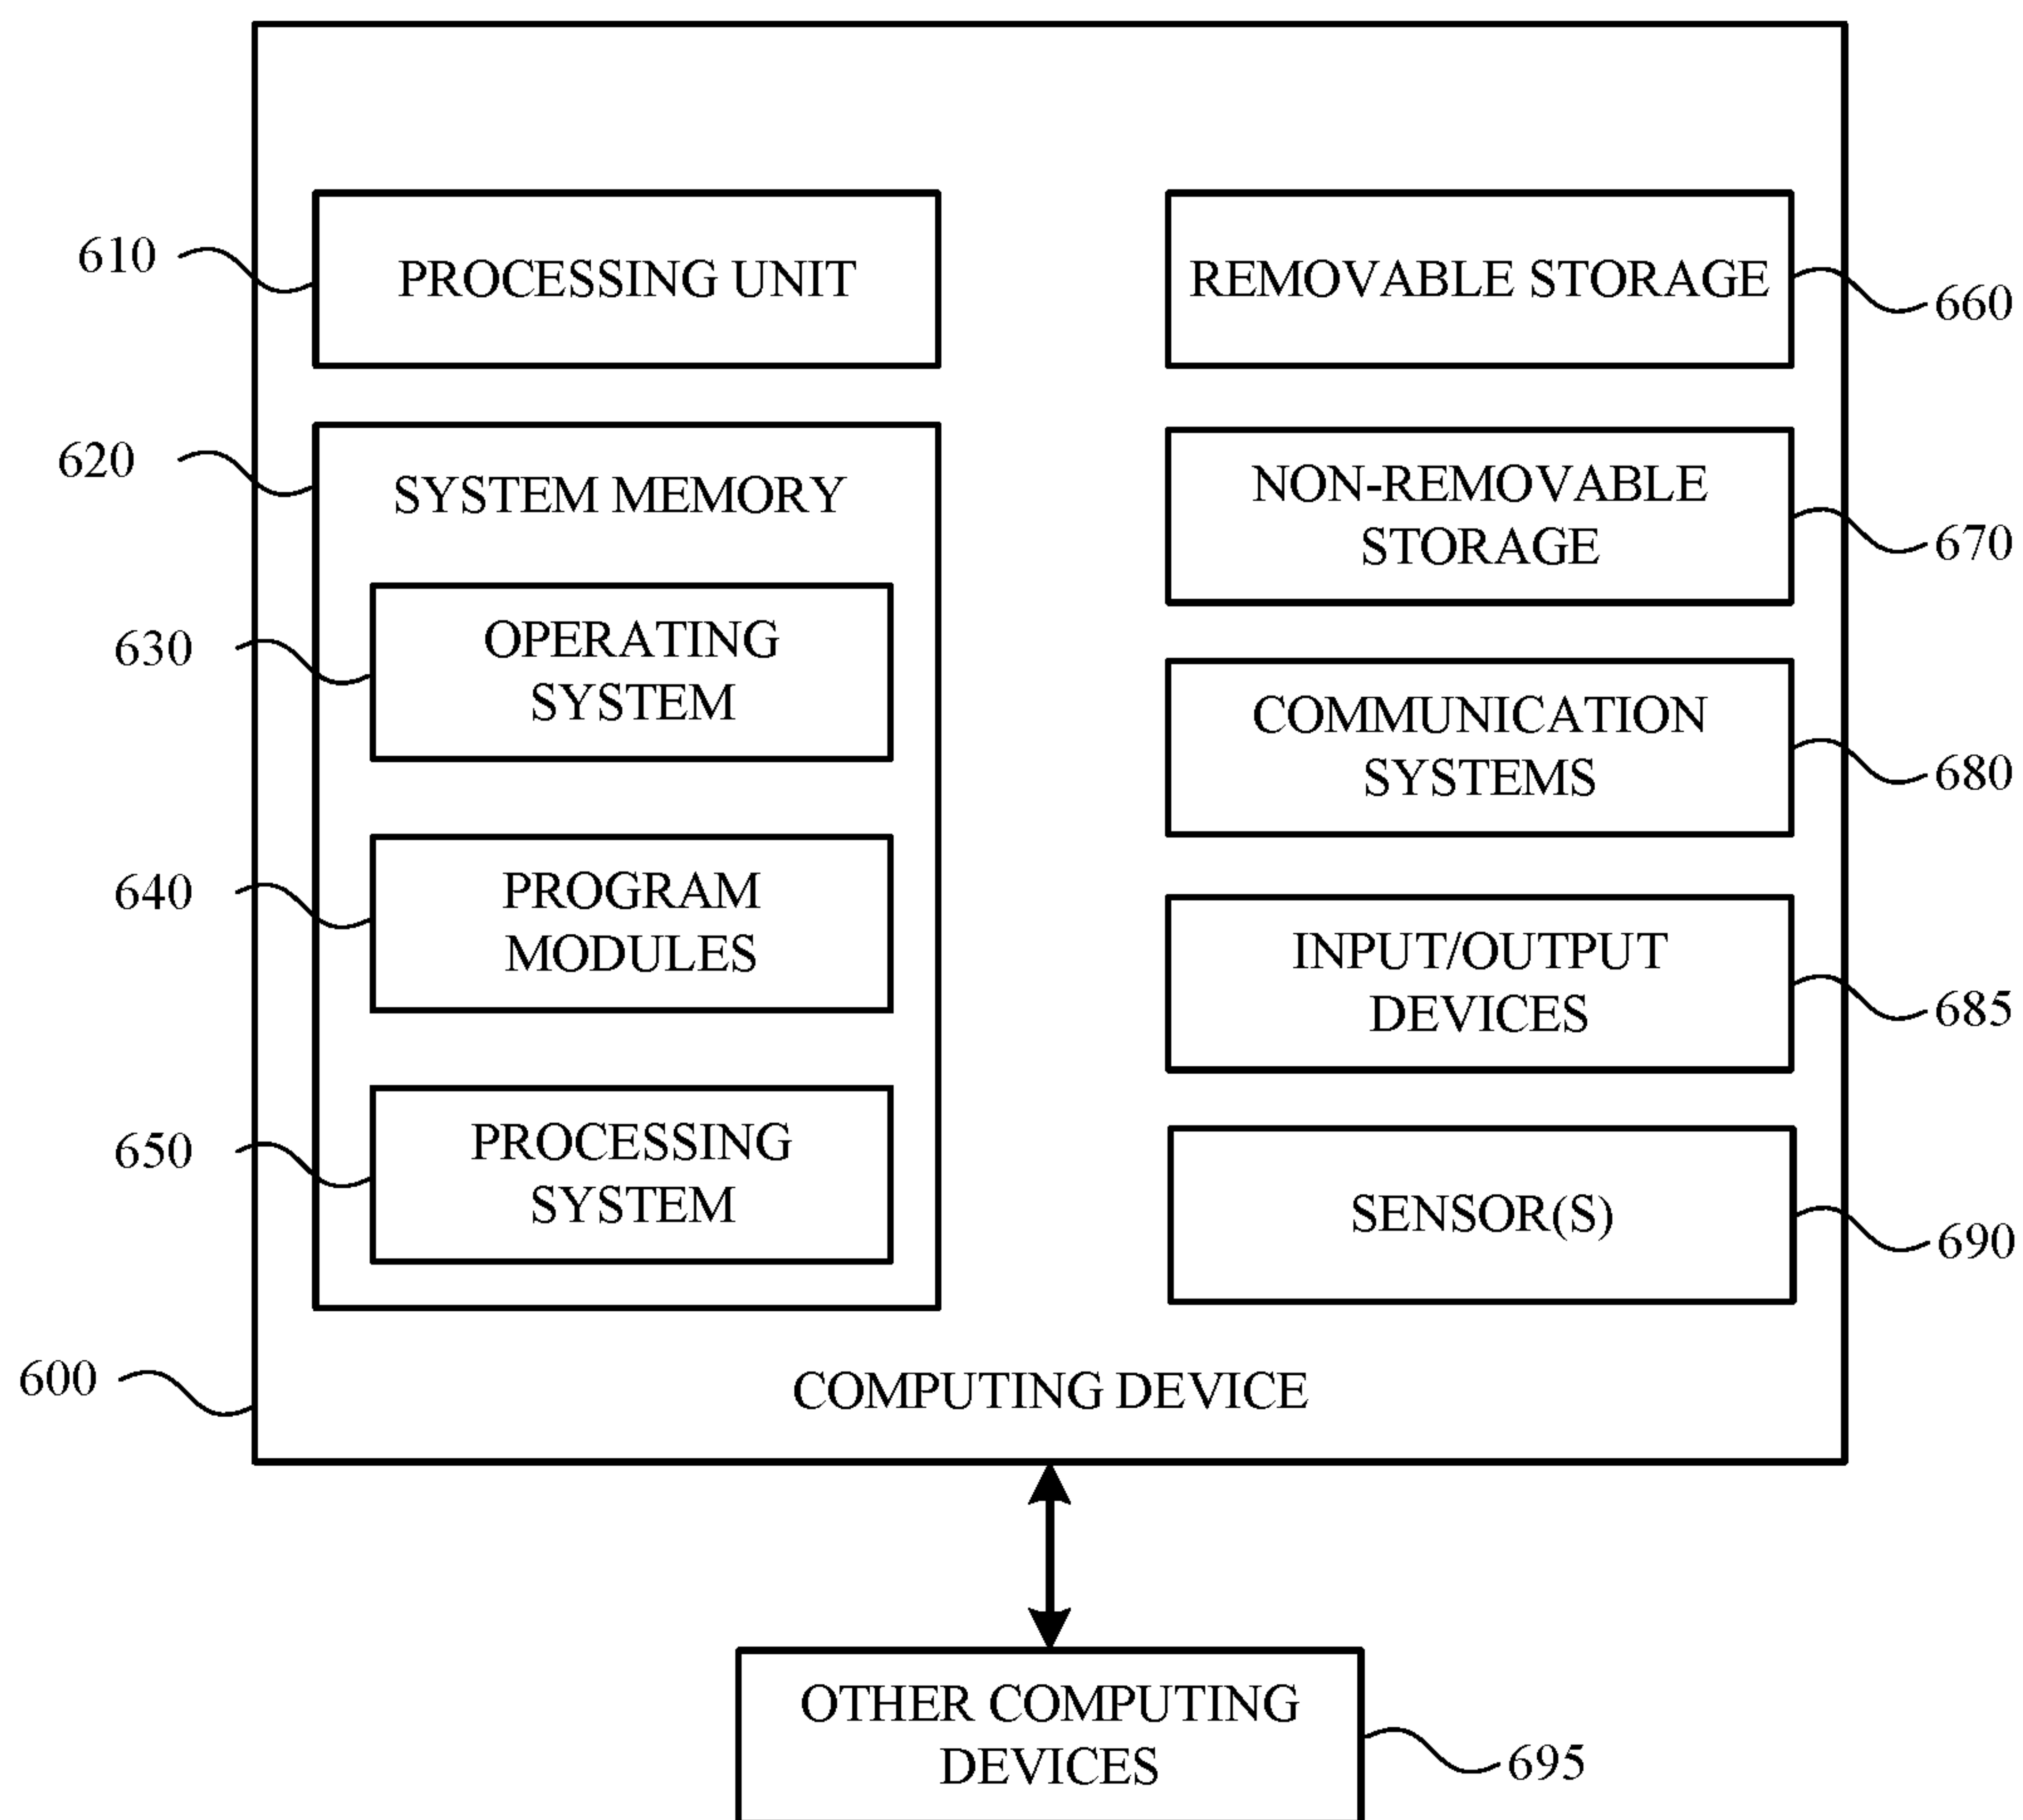 610
PROCESSING UNIT
620
SYSTEM MEMORY
630
OPERATING
SYSTEM
640
PROGRAM
MODULES
650
PROCESSING
SYSTEM
REMOVABLE STORAGE
660
NON-REMOVABLE
STORAGE
670
COMMUNICATION
SYSTEMS
680
INPUT/OUTPUT
DEVICES
685
SENSOR(S)
690
600
COMPUTING DEVICE
OTHER COMPUTING
DEVICES
695